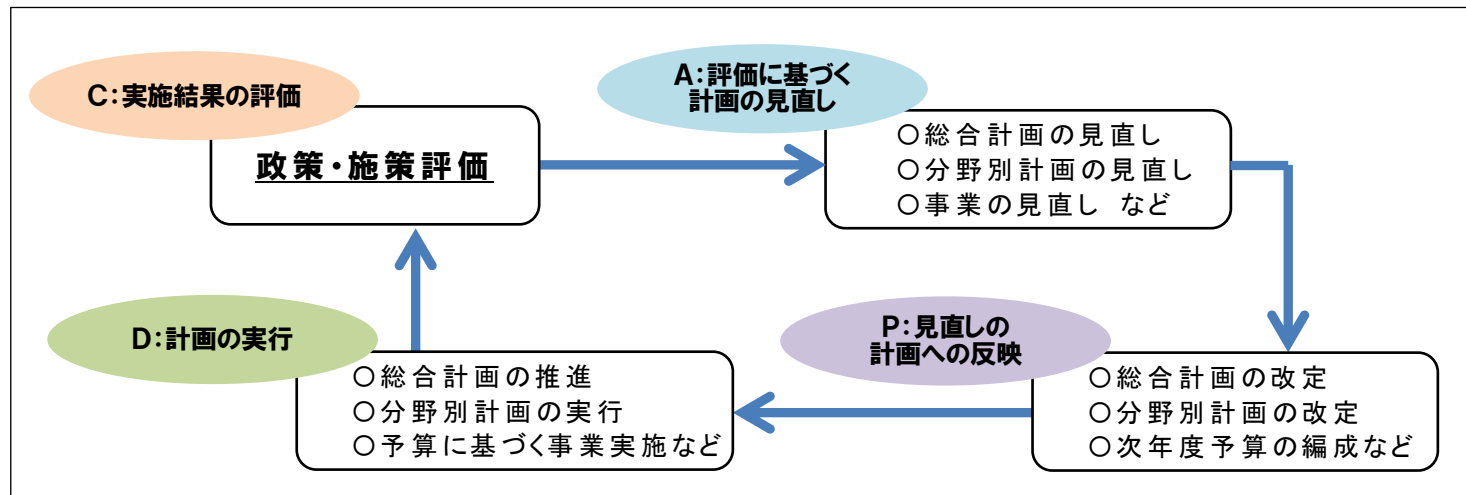 C:実施結果の評価
政策・施策評価
A:評価に基づく
計画の見直し
○総合計画の見直し
○分野別計画の見直し
○事業の見直し など
D:計画の実行
○総合計画の推進
○分野別計画の実行
○予算に基づく事業実施など
P:見直しの
計画への反映
○総合計画の改定
○分野別計画の改定
○次年度予算の編成など